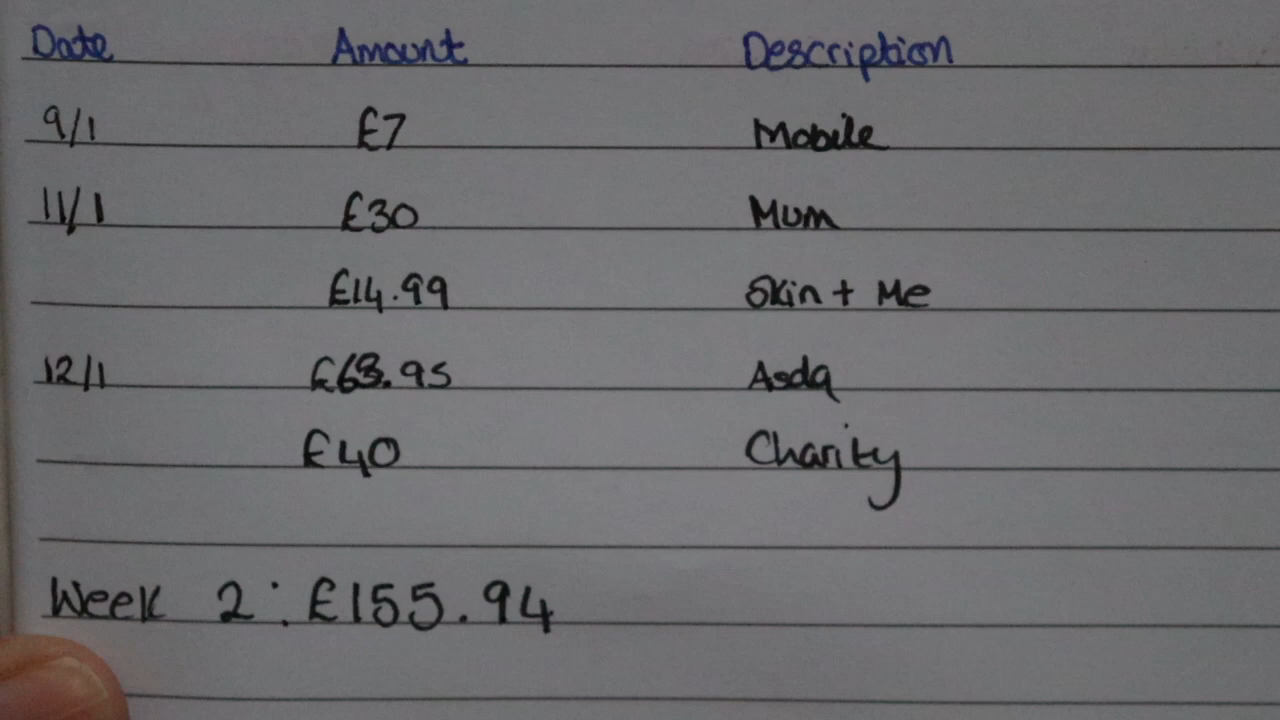 Date Amount Description
9/1 £7 Mobile
11/1 £30 Mum
£14.99 Skin + Me
12/1 £63.95 Asda
£40 Charity
Week 2: £155.94